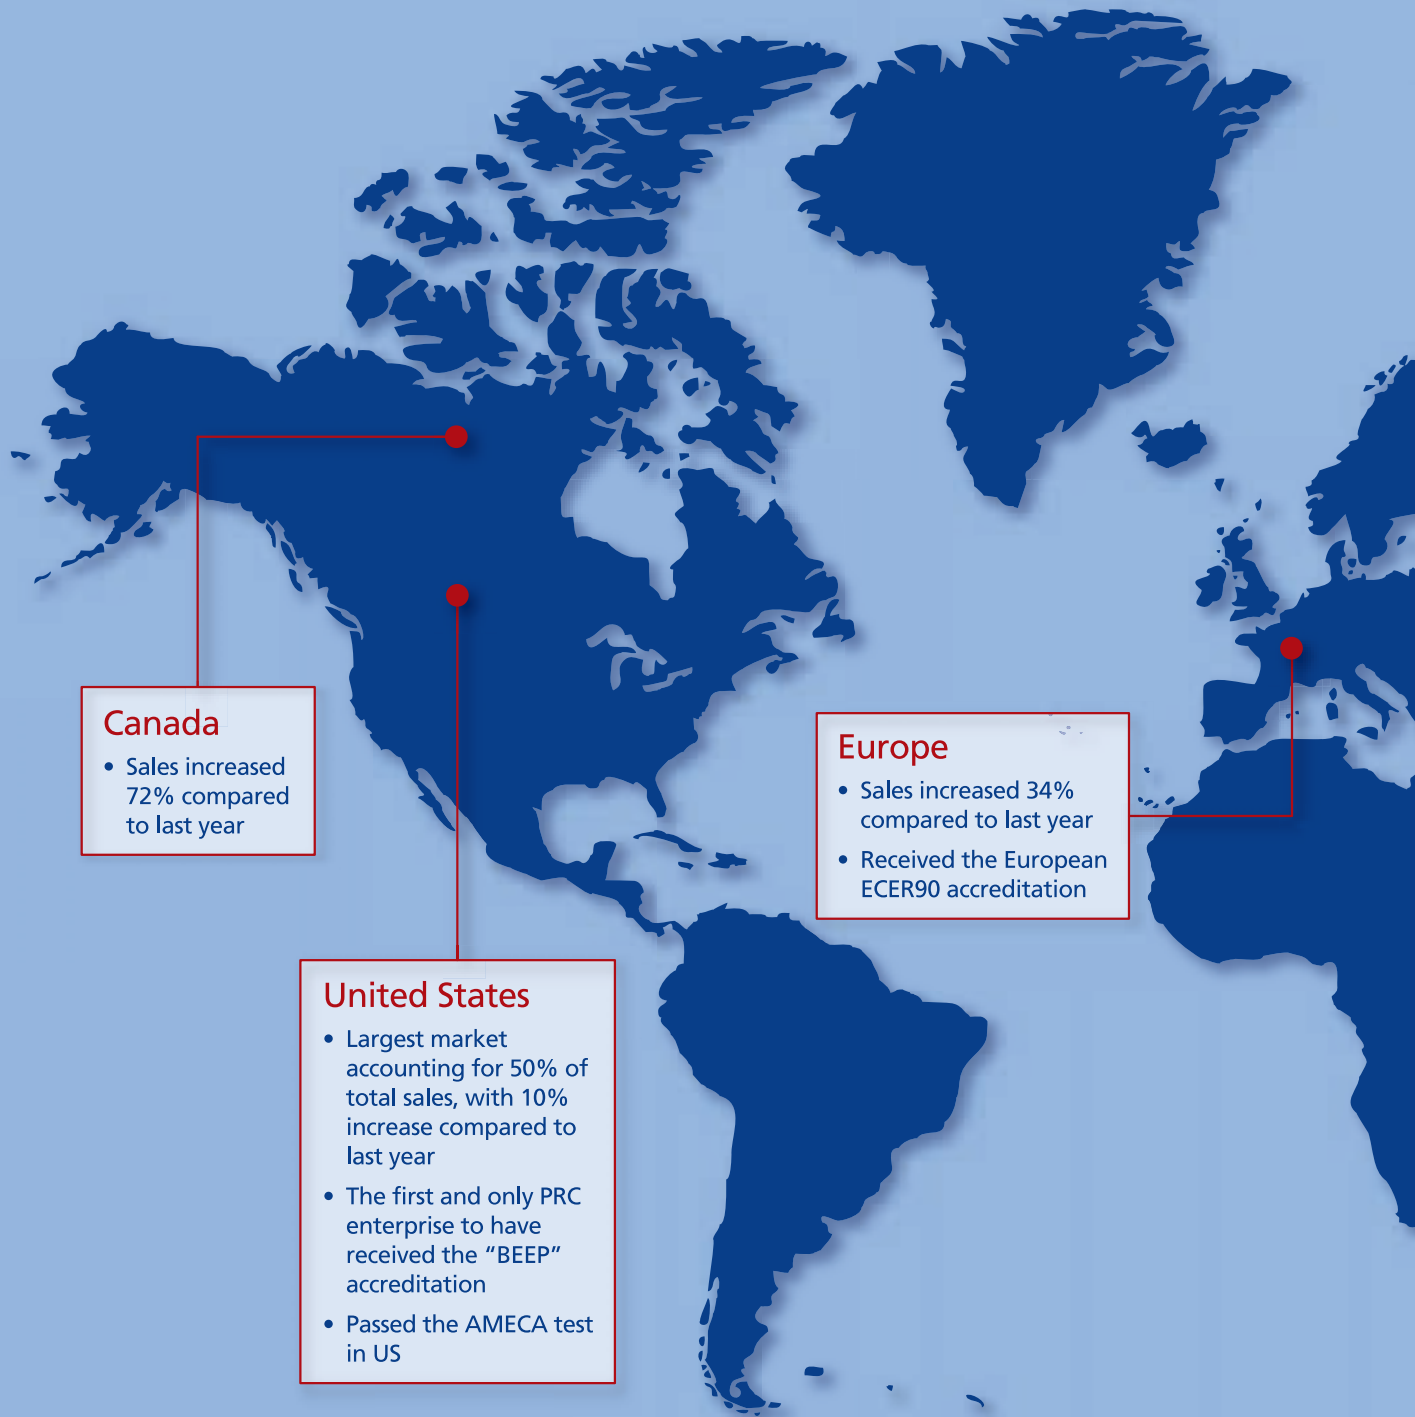 Canada
• Sales increased
72% compared
to last year
Europe
• Sales increased 34%
compared to last year
• Received the European
ECER90 accreditation
United States
• Largest market
accounting for 50% of
total sales, with 10%
increase compared to
last year
• The first and only PRC
enterprise to have
received the “BEEP”
accreditation
• Passed the AMECA test
in US